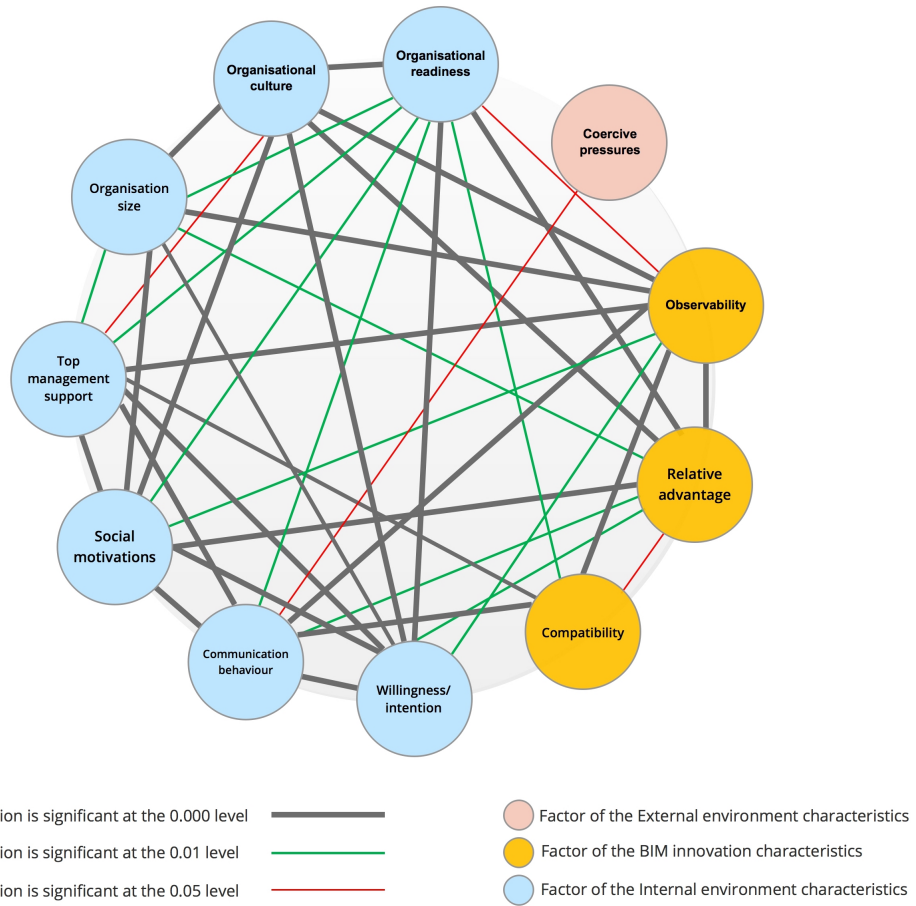 Organisational
culture
Organisational
readiness
Coercive
pressures
Organisation
size
Observability
Top
management
support
Relative
advantage
Social
motivations
Compatibility
Communication
behaviour
Willingness/
intention
ion is significant at the 0.000 level
Factor of the External environment characteristics
ion is significant at the 0.01 level
Factor of the BIM innovation characteristics
ion is significant at the 0.05 level
Factor of the Internal environment characteristics